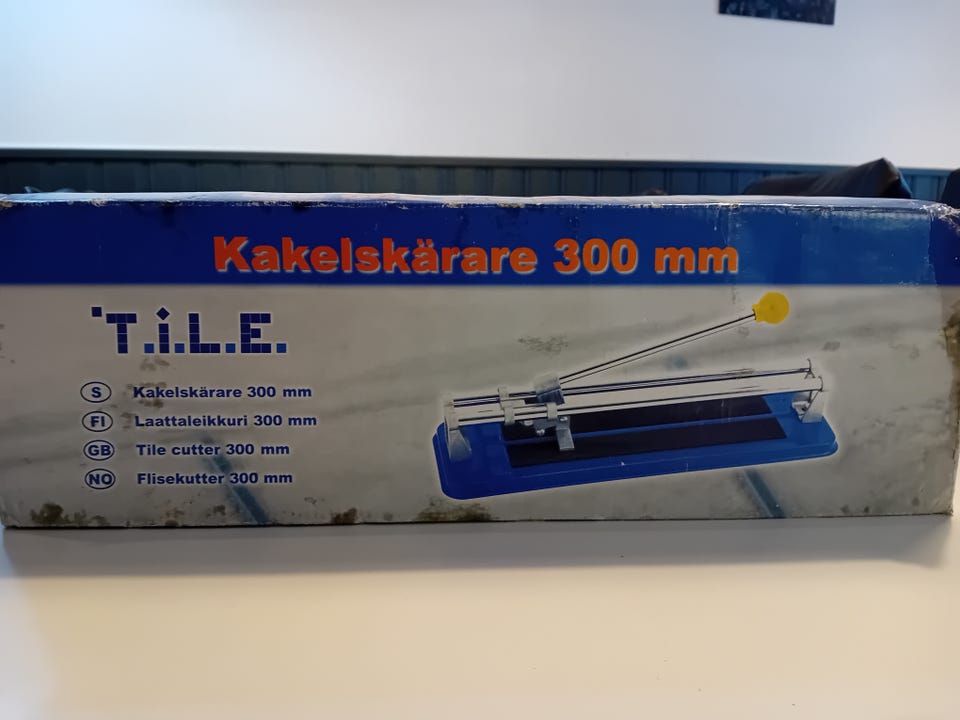 Kakelskärare 300 mm
T.i.L.E.
S Kakelskärare 300 mm
FI Laattaleikkuri 300 mm
GB Tile cutter 300 mm
NO Flisekutter 300 mm